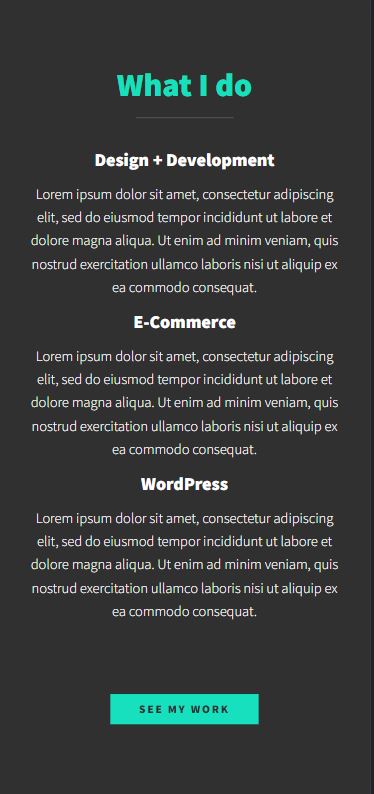 What I do
Design + Development
Lorem ipsum dolor sit amet, consectetur adipiscing
elit, sed do eiusmod tempor incididunt ut labore et
dolore magna aliqua. Ut enim ad minim veniam, quis
nostrud exercitation ullamco laboris nisi ut aliquip ex
ea commodo consequat.
E-Commerce
Lorem ipsum dolor sit amet, consectetur adipiscing
elit, sed do eiusmod tempor incididunt ut labore et
dolore magna aliqua. Ut enim ad minim veniam, quis
nostrud exercitation ullamco laboris nisi ut aliquip ex
ea commodo consequat.
WordPress
Lorem ipsum dolor sit amet, consectetur adipiscing
elit, sed do eiusmod tempor incididunt ut labore et
dolore magna aliqua. Ut enim ad minim veniam, quis
nostrud exercitation ullamco laboris nisi ut aliquip ex
ea commodo consequat.
SEE MY WORK